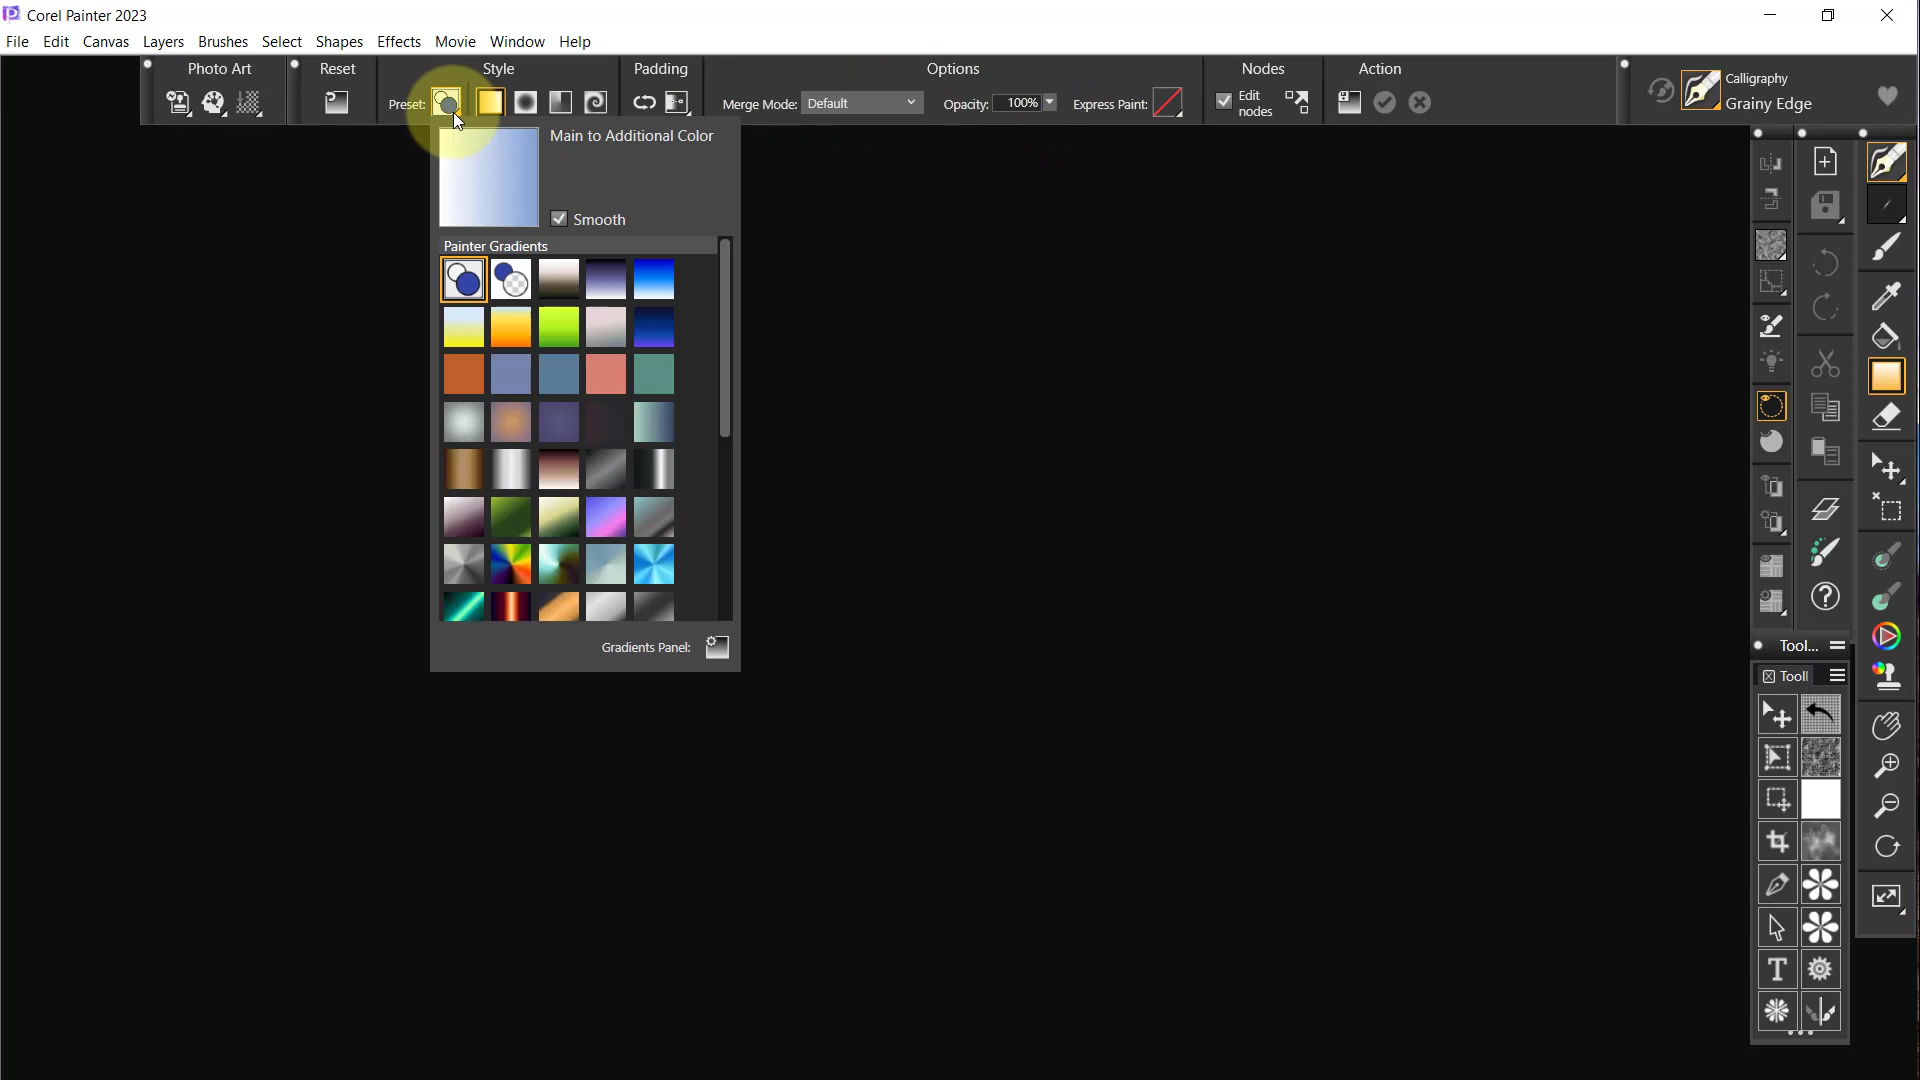 Corel Painter 2023
File Edit Canvas Layers Brushes Select Shapes Effects Movie Window Help
Photo Art Reset Style Padding Options Nodes Action
Preset: Merge Mode: Default Opacity: 100% Express Paint: Edit nodes
Calligraphy
Grainy Edge
Main to Additional Color
Smooth
Painter Gradients
Gradients Panel:
Tool...
Tooll
T